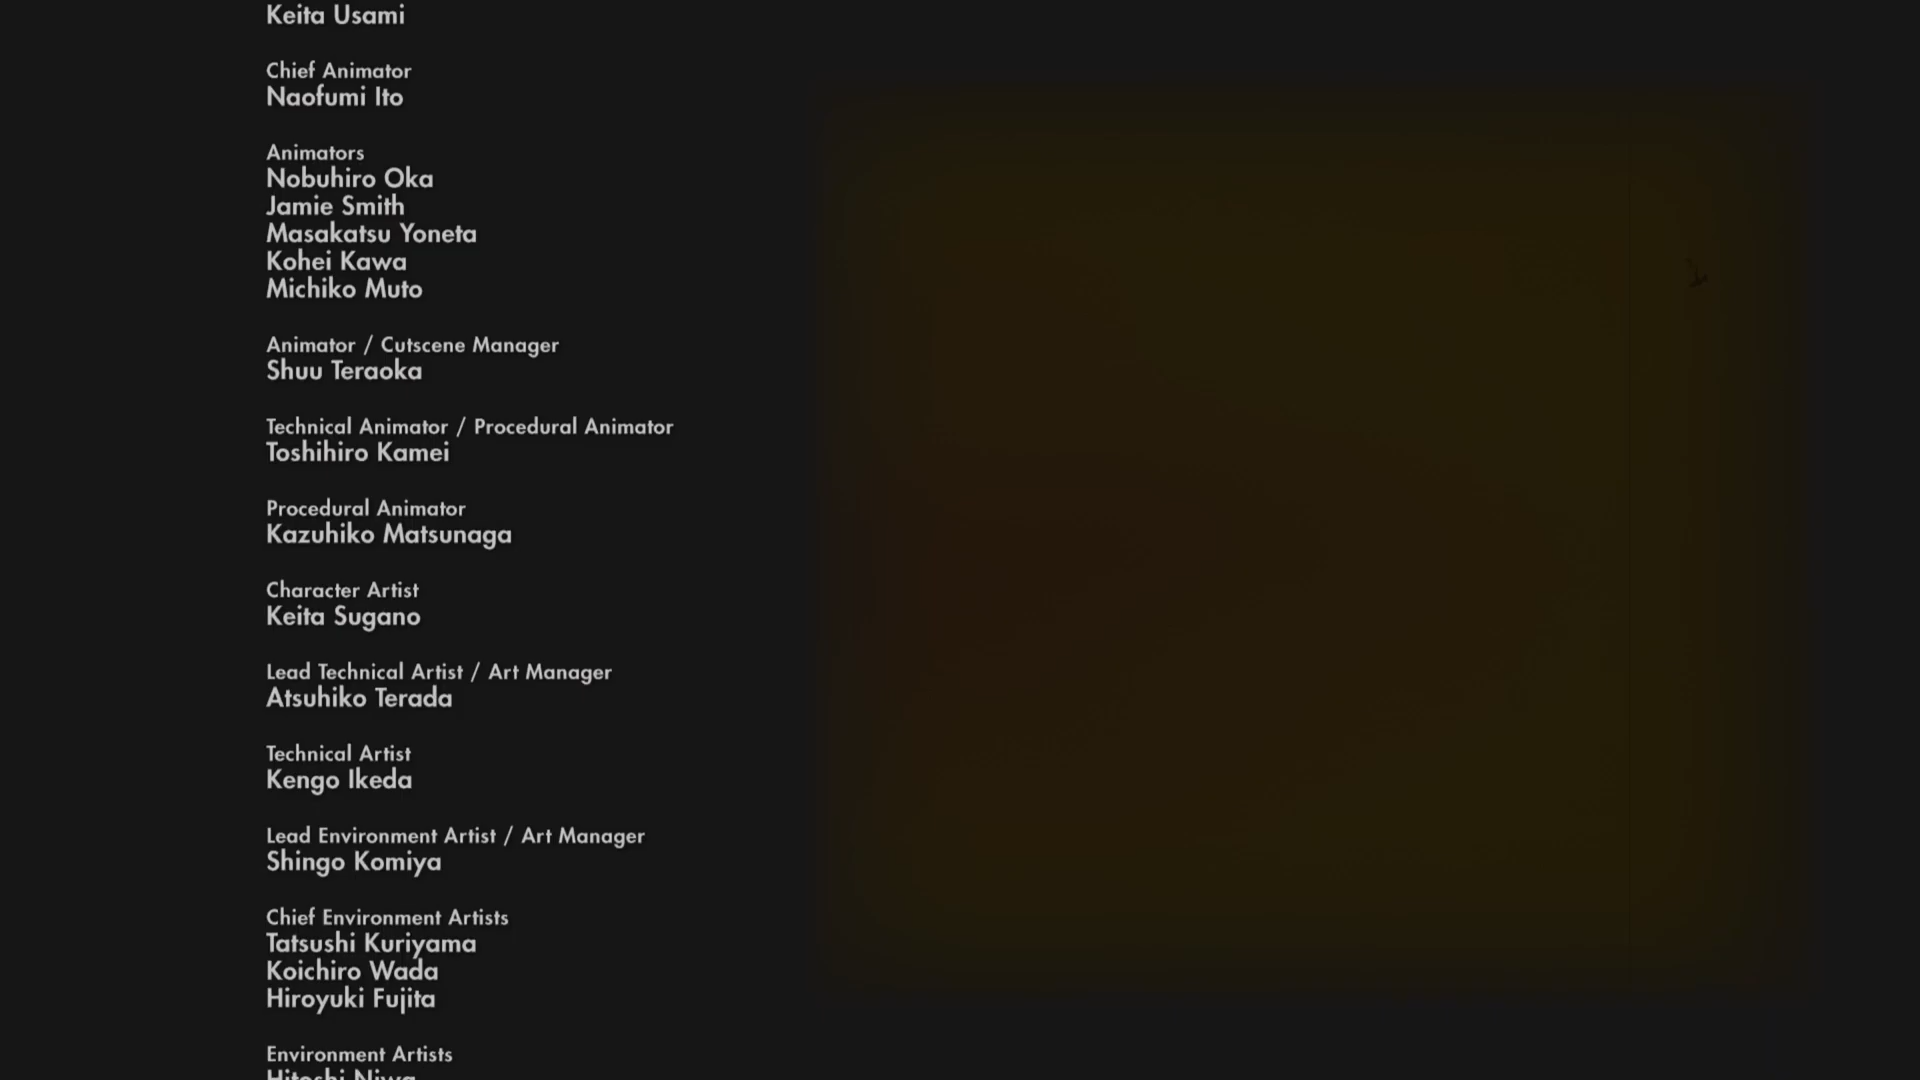 Keita Usami
Chief Animator
Naofumi Ito
Animators
Nobuhiro Oka
Jamie Smith
Masakatsu Yoneta
Kohei Kawa
Michiko Muto
Animator / Cutscene Manager
Shuu Teraoka
Technical Animator / Procedural Animator
Toshihiro Kamei
Procedural Animator
Kazuhiko Matsunaga
Character Artist
Keita Sugano
Lead Technical Artist / Art Manager
Atsuhiko Terada
Technical Artist
Kengo Ikeda
Lead Environment Artist / Art Manager
Shingo Komiya
Chief Environment Artists
Tatsushi Kuriyama
Koichiro Wada
Hiroyuki Fujita
Environment Artists
Hitoshi Niwa